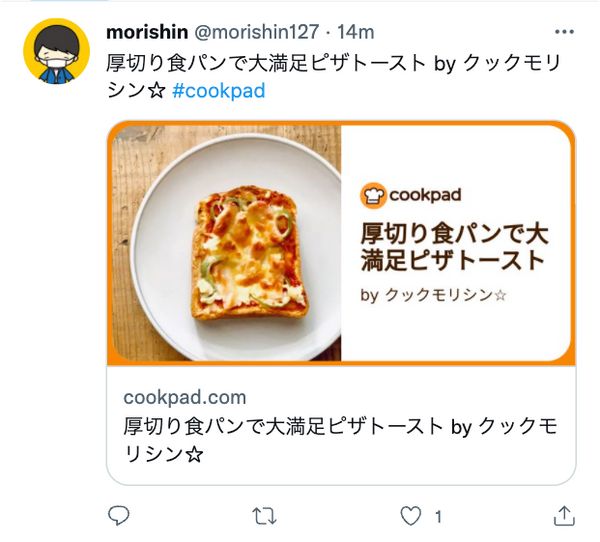 morishin @morishin127 · 14m
厚切り食パンで大満足ピザトースト by クックモリ
シン☆ #cookpad
cookpad
厚切り食パンで大
満足ピザトースト
by クックモリシン☆
cookpad.com
厚切り食パンで大満足ピザトースト by クックモ
リシン☆
1